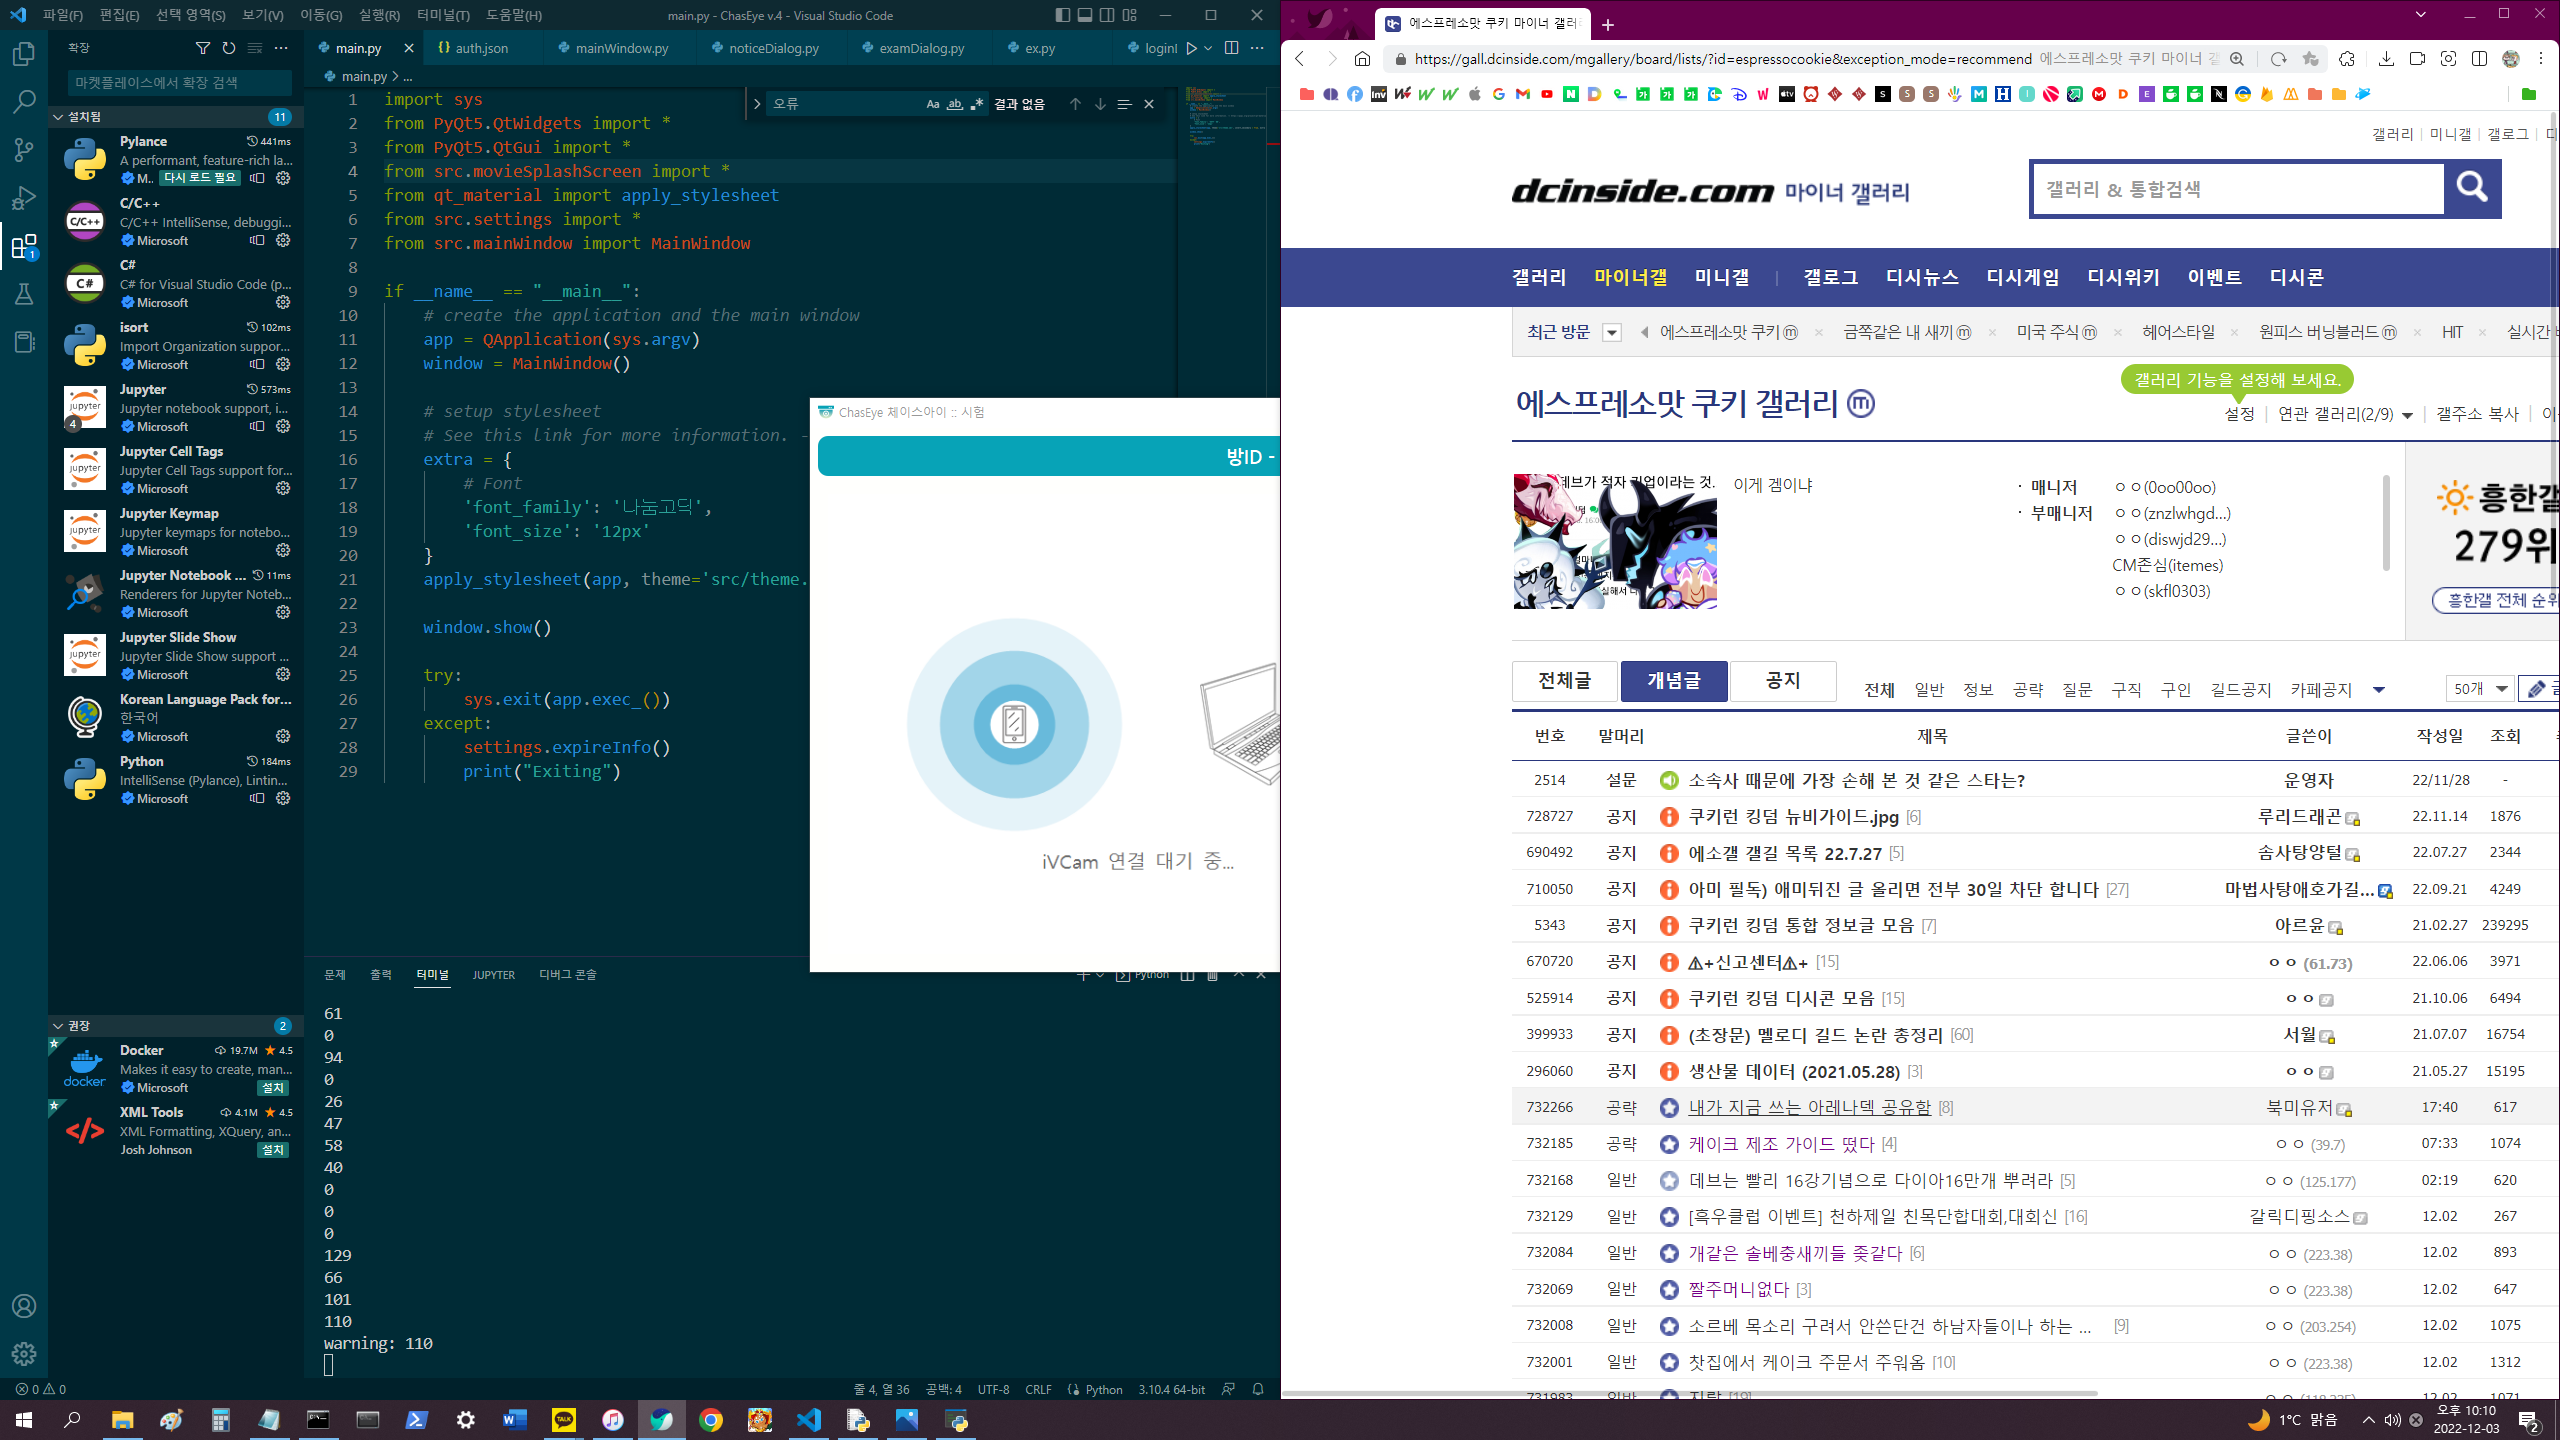 파일(F) 편집(E) 선택 영역(S) 보기(V) 이동(G) 실행(R) 터미널(T) 도움말(H)
main.py - ChasEye v.4 - Visual Studio Code
확장
마켓플레이스에서 확장 검색
설치됨 11
Pylance 441ms
A performant, feature-rich la...
M.. 다시 로드 필요
C/C++
C/C++ IntelliSense, debuggi...
Microsoft
C#
C# for Visual Studio Code (p...
Microsoft
isort 102ms
Import Organization suppor...
Microsoft
Jupyter 573ms
Jupyter notebook support, i...
4 Microsoft
Jupyter Cell Tags
Jupyter Cell Tags support for...
Microsoft
Jupyter Keymap
Jupyter keymaps for notebo...
Microsoft
Jupyter Notebook ... 11ms
Renderers for Jupyter Noteb...
Microsoft
Jupyter Slide Show
Jupyter Slide Show support ...
Microsoft
Korean Language Pack for...
한국어
Microsoft
Python 184ms
IntelliSense (Pylance), Lintin...
Microsoft
권장 2
Docker 19.7M 4.5
Makes it easy to create, man...
Microsoft 설치
XML Tools 4.1M 4.5
XML Formatting, XQuery, an...
Josh Johnson 설치
main.py auth.json mainWindow.py noticeDialog.py examDialog.py ex.py loginI
main.py > ...
오류 결과 없음
1 import sys
2 from PyQt5.QtWidgets import *
3 from PyQt5.QtGui import *
4 from src.movieSplashScreen import *
5 from qt_material import apply_stylesheet
6 from src.settings import *
7 from src.mainWindow import MainWindow
8
9 if __name__ == "__main__":
10 # create the application and the main window
11 app = QApplication(sys.argv)
12 window = MainWindow()
13
14 # setup stylesheet
15 # See this link for more information. -
16 extra = {
17 # Font
18 'font_family': '나눔고딕',
19 'font_size': '12px'
20 }
21 apply_stylesheet(app, theme='src/theme.
22
23 window.show()
24
25 try:
26 sys.exit(app.exec_())
27 except:
28 settings.expireInfo()
29 print("Exiting")
ChasEye 체이스아이 :: 시험
방ID -
iVCam 연결 대기 중...
문제 출력 터미널 JUPYTER 디버그 콘솔
Python
61
0
94
0
26
47
58
40
0
0
0
129
66
101
110
warning: 110
0 0
줄 4, 열 36 공백: 4 UTF-8 CRLF Python 3.10.4 64-bit
에스프레소맛 쿠키 마이너 갤러
https://gall.dcinside.com/mgallery/board/lists/?id=espressocookie&exception_mode=recommend 에스프레소맛 쿠키 마이너 갤
갤러리 | 미니갤 | 갤로그 |
dcinside.com 마이너 갤러리
갤러리 & 통합검색
갤러리 마이너갤 미니갤 | 갤로그 디시뉴스 디시게임 디시위키 이벤트 디시콘
최근 방문 에스프레소맛 쿠키ⓜ × 금쪽같은 내 새끼ⓜ × 미국 주식ⓜ × 헤어스타일 × 원피스 버닝블러드ⓜ × HIT × 실시간
갤러리 기능을 설정해 보세요.
에스프레소맛 쿠키 갤러리 ⓜ
설정 | 연관 갤러리(2/9) | 갤주소 복사 |
데브가 적자 기업이라는 것.
이게 겜이냐
· 매니저 ㅇㅇ(0oo00oo)
· 부매니저 ㅇㅇ(znzlwhgd...)
ㅇㅇ(diswjd29...)
CM존심(itemes)
ㅇㅇ(skfl0303)
흥한갤
279위
흥한갤 전체 순위
전체글 개념글 공지 전체 일반 정보 공략 질문 구직 구인 길드공지 카페공지 50개
번호 말머리 제목 글쓴이 작성일 조회
2514 설문 소속사 때문에 가장 손해 본 것 같은 스타는? 운영자 22/11/28 -
728727 공지 쿠키런 킹덤 뉴비가이드.jpg [6] 루리드래곤 22.11.14 1876
690492 공지 에소갤 갤길 목록 22.7.27 [5] 솜사탕양털 22.07.27 2344
710050 공지 아미 필독) 애미뒤진 글 올리면 전부 30일 차단 합니다 [27] 마법사탕애호가길... 22.09.21 4249
5343 공지 쿠키런 킹덤 통합 정보글 모음 [7] 아르윤 21.02.27 239295
670720 공지 ⚠+신고센터⚠+ [15] ㅇㅇ (61.73) 22.06.06 3971
525914 공지 쿠키런 킹덤 디시콘 모음 [15] ㅇㅇ 21.10.06 6494
399933 공지 (초장문) 멜로디 길드 논란 총정리 [60] 서월 21.07.07 16754
296060 공지 생산물 데이터 (2021.05.28) [3] ㅇㅇ 21.05.27 15195
732266 공략 내가 지금 쓰는 아레나덱 공유함 [8] 북미유저 17:40 617
732185 공략 케이크 제조 가이드 떴다 [4] ㅇㅇ (39.7) 07:33 1074
732168 일반 데브는 빨리 16강기념으로 다이아16만개 뿌려라 [5] ㅇㅇ (125.177) 02:19 620
732129 일반 [흑우클럽 이벤트] 천하제일 친목단합대회,대회신 [16] 갈릭디핑소스 12.02 267
732084 일반 개같은 솔베충새끼들 좆같다 [6] ㅇㅇ (223.38) 12.02 893
732069 일반 짤주머니없다 [3] ㅇㅇ (223.38) 12.02 647
732008 일반 소르베 목소리 구려서 안쓴단건 하남자들이나 하는 ... [9] ㅇㅇ (203.254) 12.02 1075
732001 일반 찻집에서 케이크 주문서 주워옴 [10] ㅇㅇ (223.38) 12.02 1312
731983 일반 지랄 [19] ㅇㅇ 12.02 1071
1°C 맑음
오후 10:10
2022-12-03
2